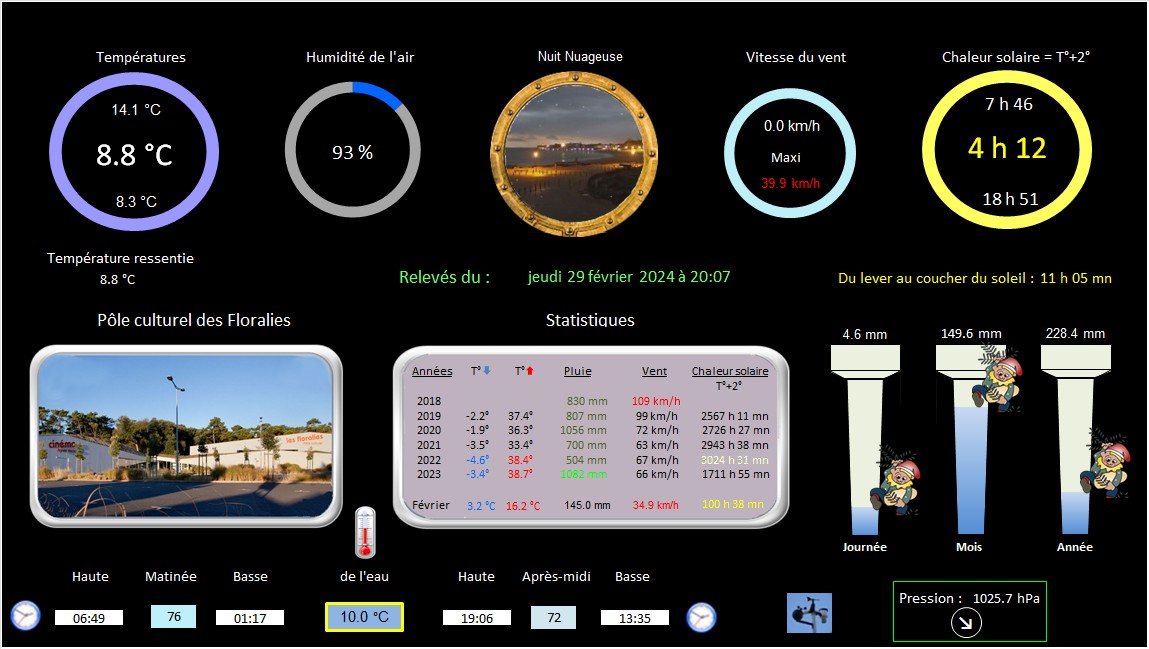 Températures
Humidité de l'air
Nuit Nuageuse
Vitesse du vent
Chaleur solaire = T°+2°
14.1 °C
8.8 °C
8.3 °C
93 %
0.0 km/h
Maxi
39.9 km/h
7 h 46
4 h 12
18 h 51
Température ressentie
8.8 °C
Relevés du : jeudi 29 février 2024 à 20:07
Du lever au coucher du soleil : 11 h 05 mn
Pôle culturel des Floralies
cinéma
les floralies
Statistiques
Années T° T° Pluie Vent Chaleur solaire
T°+2°
2018 830 mm 109 km/h
2019 -2.2° 37.4° 807 mm 99 km/h 2567 h 11 mn
2020 -1.9° 36.3° 1056 mm 72 km/h 2726 h 27 mn
2021 -3.5° 33.4° 700 mm 63 km/h 2943 h 38 mn
2022 -4.6° 38.4° 504 mm 67 km/h 3024 h 31 mn
2023 -3.4° 38.7° 1082 mm 66 km/h 1711 h 55 mn
Février 3.2 °C 16.2 °C 145.0 mm 34.9 km/h 100 h 38 mn
4.6 mm 149.6 mm 228.4 mm
Journée Mois Année
Haute Matinée Basse de l'eau Haute Après-midi Basse
06:49 76 01:17 10.0 °C 19:06 72 13:35
Pression : 1025.7 hPa